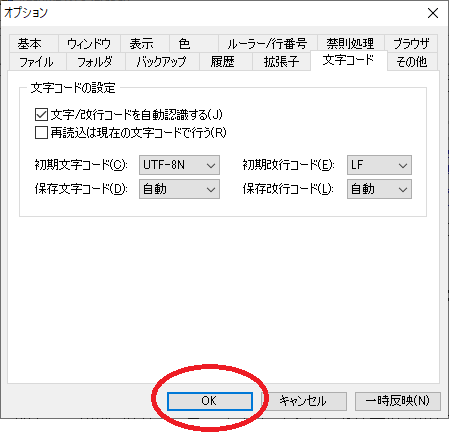 オプション
基本 ウィンドウ 表示 色 ルーラー/行番号 禁則処理 ブラウザ
ファイル フォルダ バックアップ 履歴 拡張子 文字コード その他
文字コードの設定
文字/改行コードを自動認識する(J)
再読込は現在の文字コードで行う(R)
初期文字コード(C): UTF-8N 初期改行コード(E): LF
保存文字コード(D): 自動 保存改行コード(L): 自動
OK キャンセル 一時反映(N)